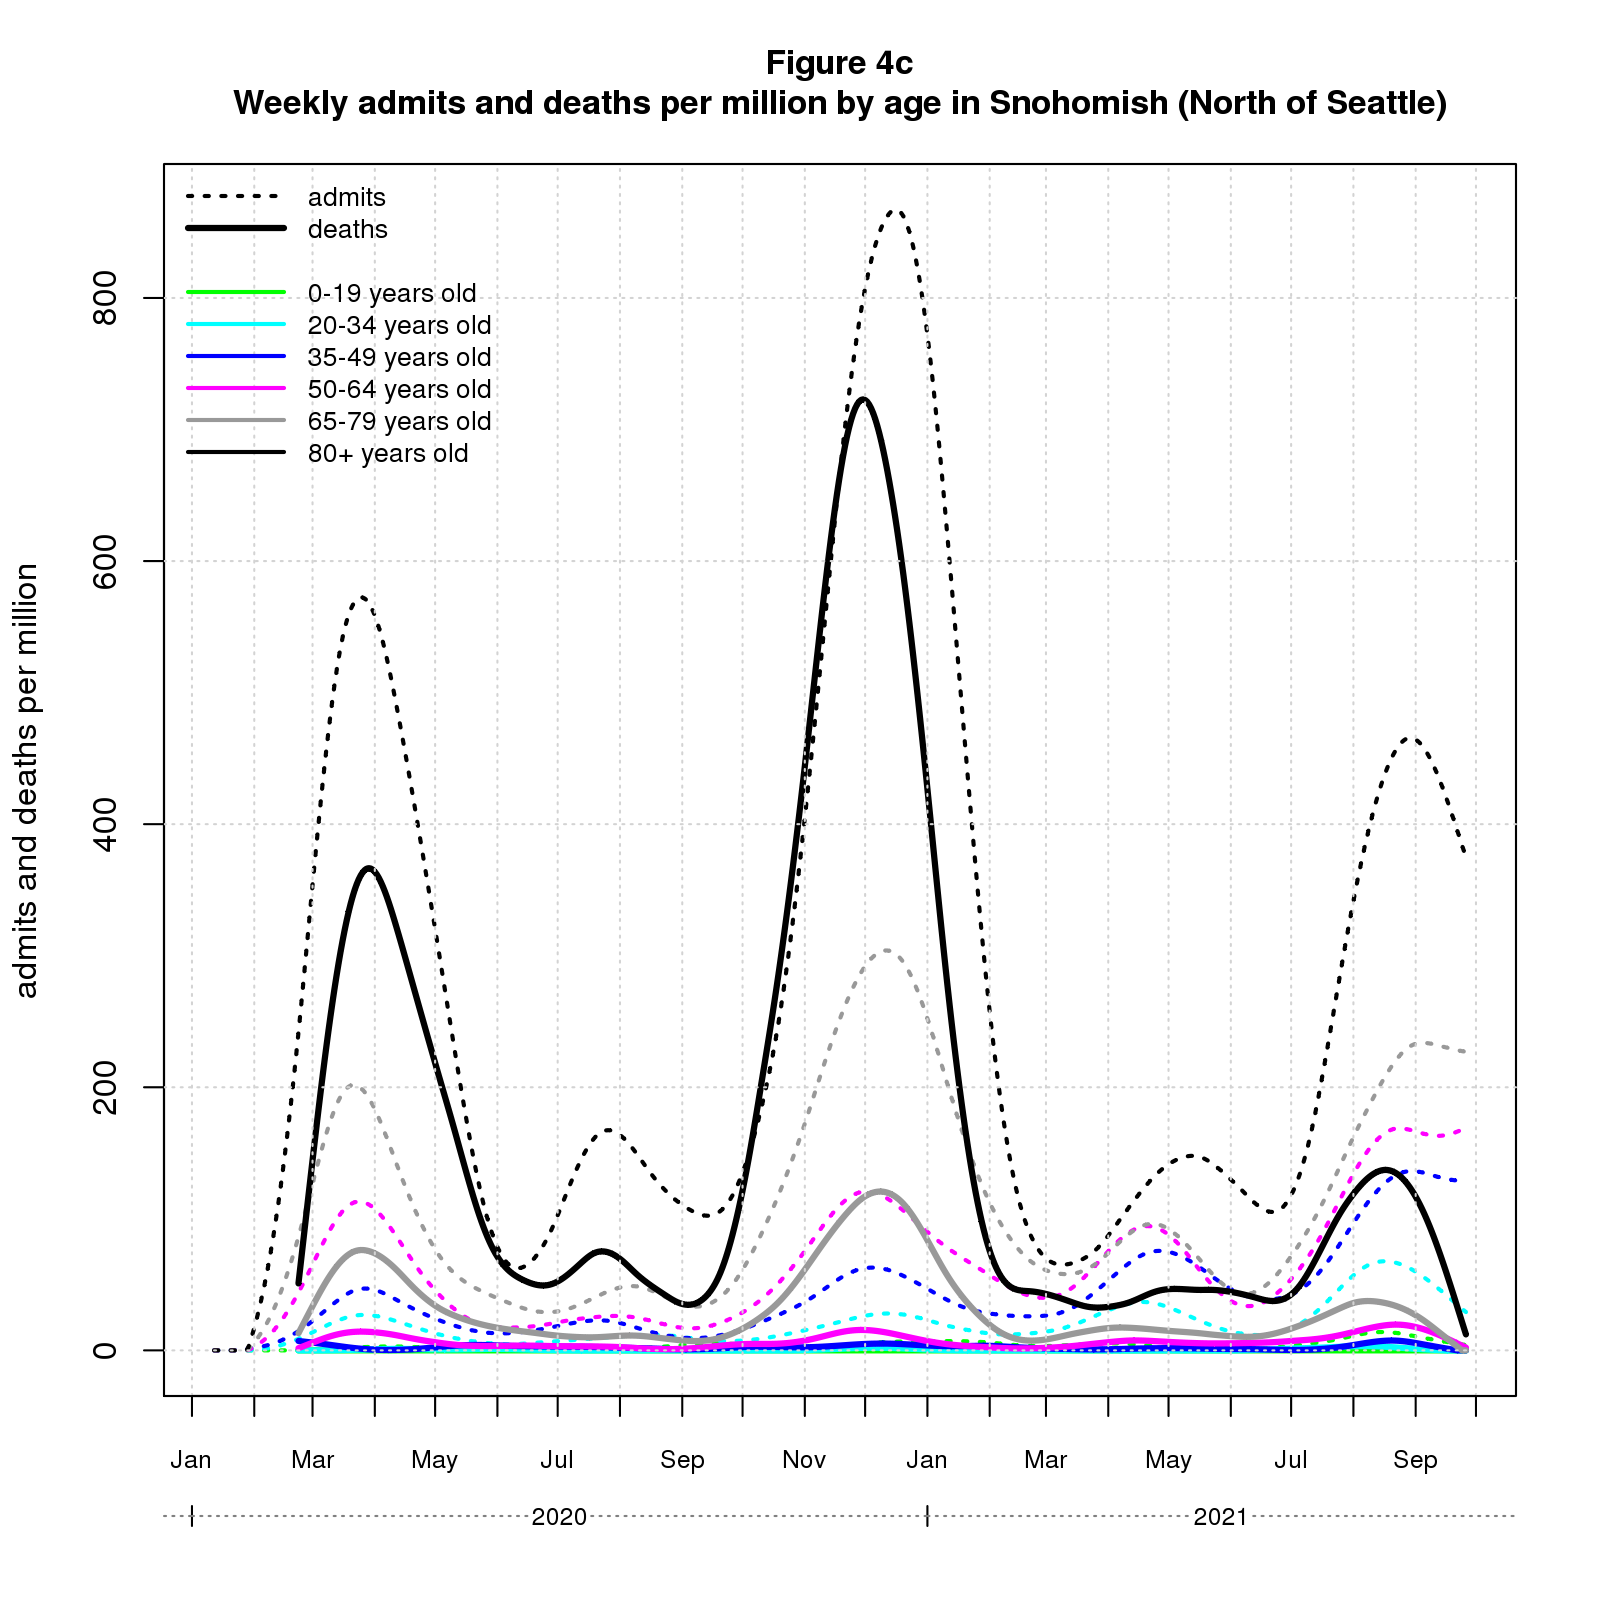 Figure 4c
Weekly admits and deaths per million by age in Snohomish (North of Seattle)
admits
deaths
0-19 years old
20-34 years old
35-49 years old
50-64 years old
65-79 years old
80+ years old
admits and deaths per million
800
600
400
200
0
Jan Mar May Jul Sep Nov Jan Mar May Jul Sep
2020 2021